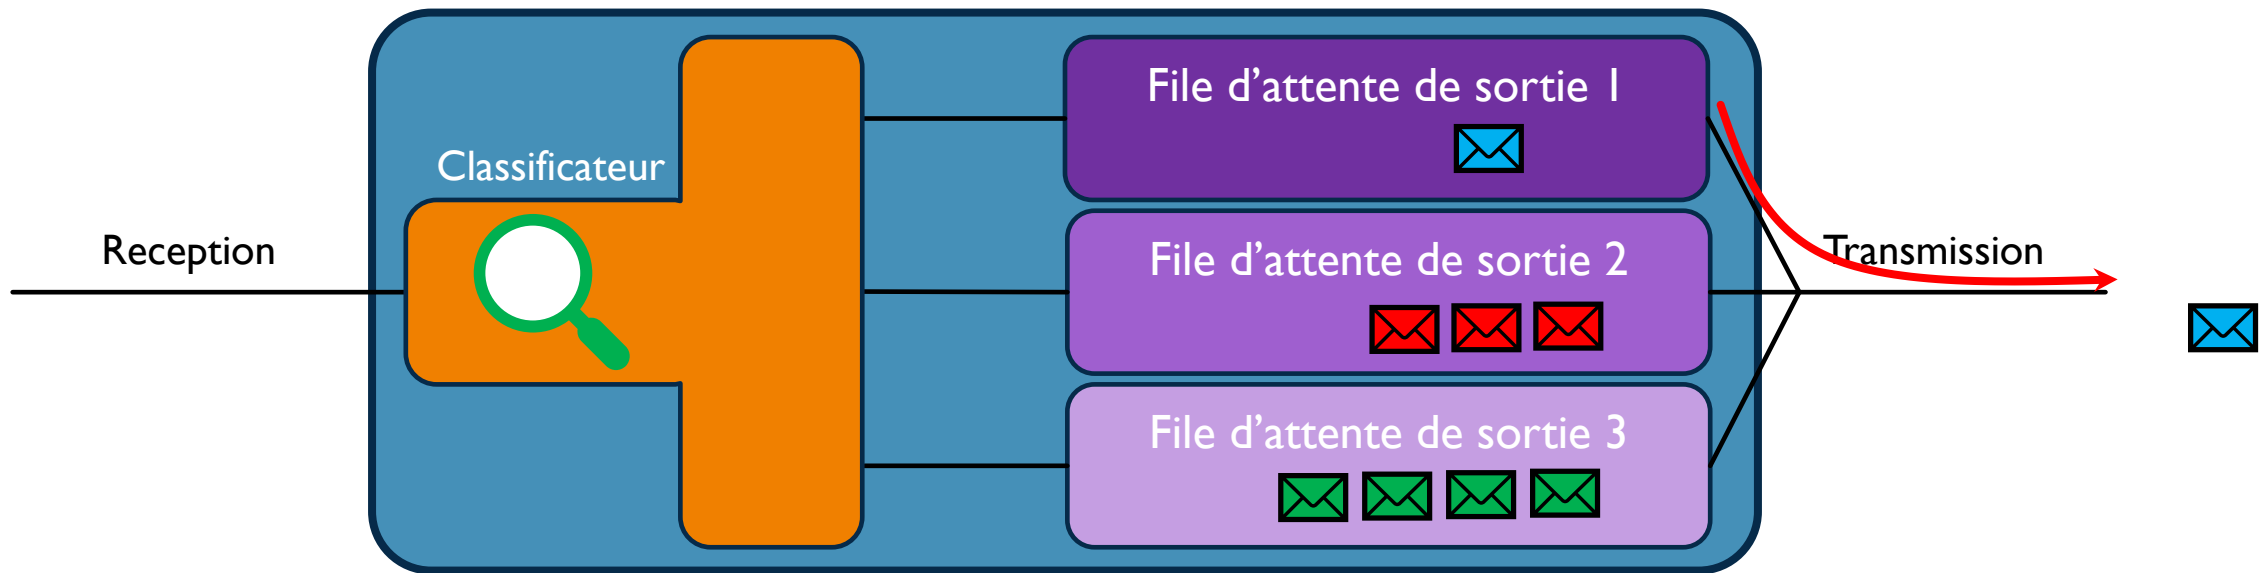 File d’attente de sortie 1
Classificateur
Reception
File d’attente de sortie 2
Transmission
File d’attente de sortie 3